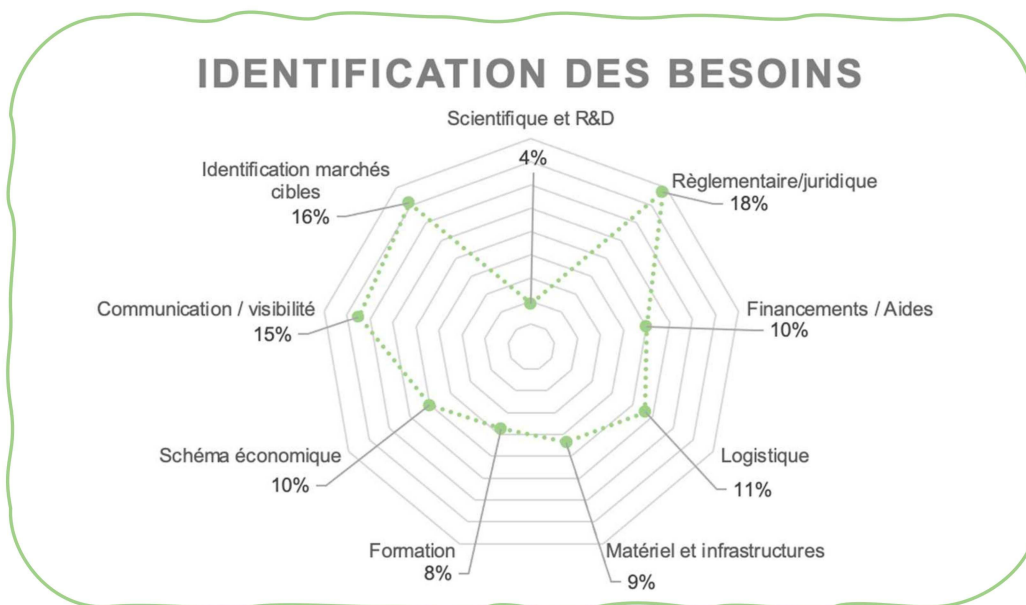 IDENTIFICATION DES BESOINS
Scientifique et R&D
4%
Règlementaire/juridique
18%
Financements / Aides
10%
Logistique
11%
Matériel et infrastructures
9%
Formation
8%
Schéma économique
10%
Communication / visibilité
15%
Identification marchés
cibles
16%